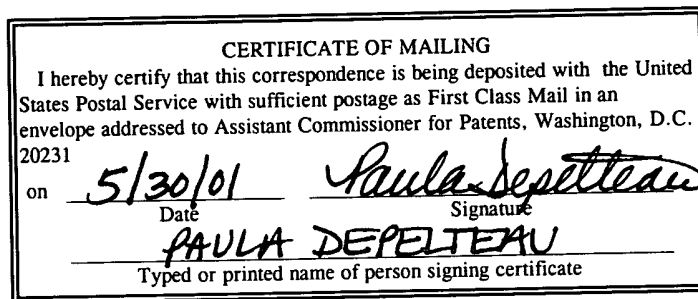 CERTIFICATE OF MAILING
I hereby certify that this correspondence is being deposited with the United
States Postal Service with sufficient postage as First Class Mail in an
envelope addressed to Assistant Commissioner for Patents, Washington, D.C.
20231
on 5/30/01 Paula Depelteau
Date Signature
PAULA DEPELTEAU
Typed or printed name of person signing certificate